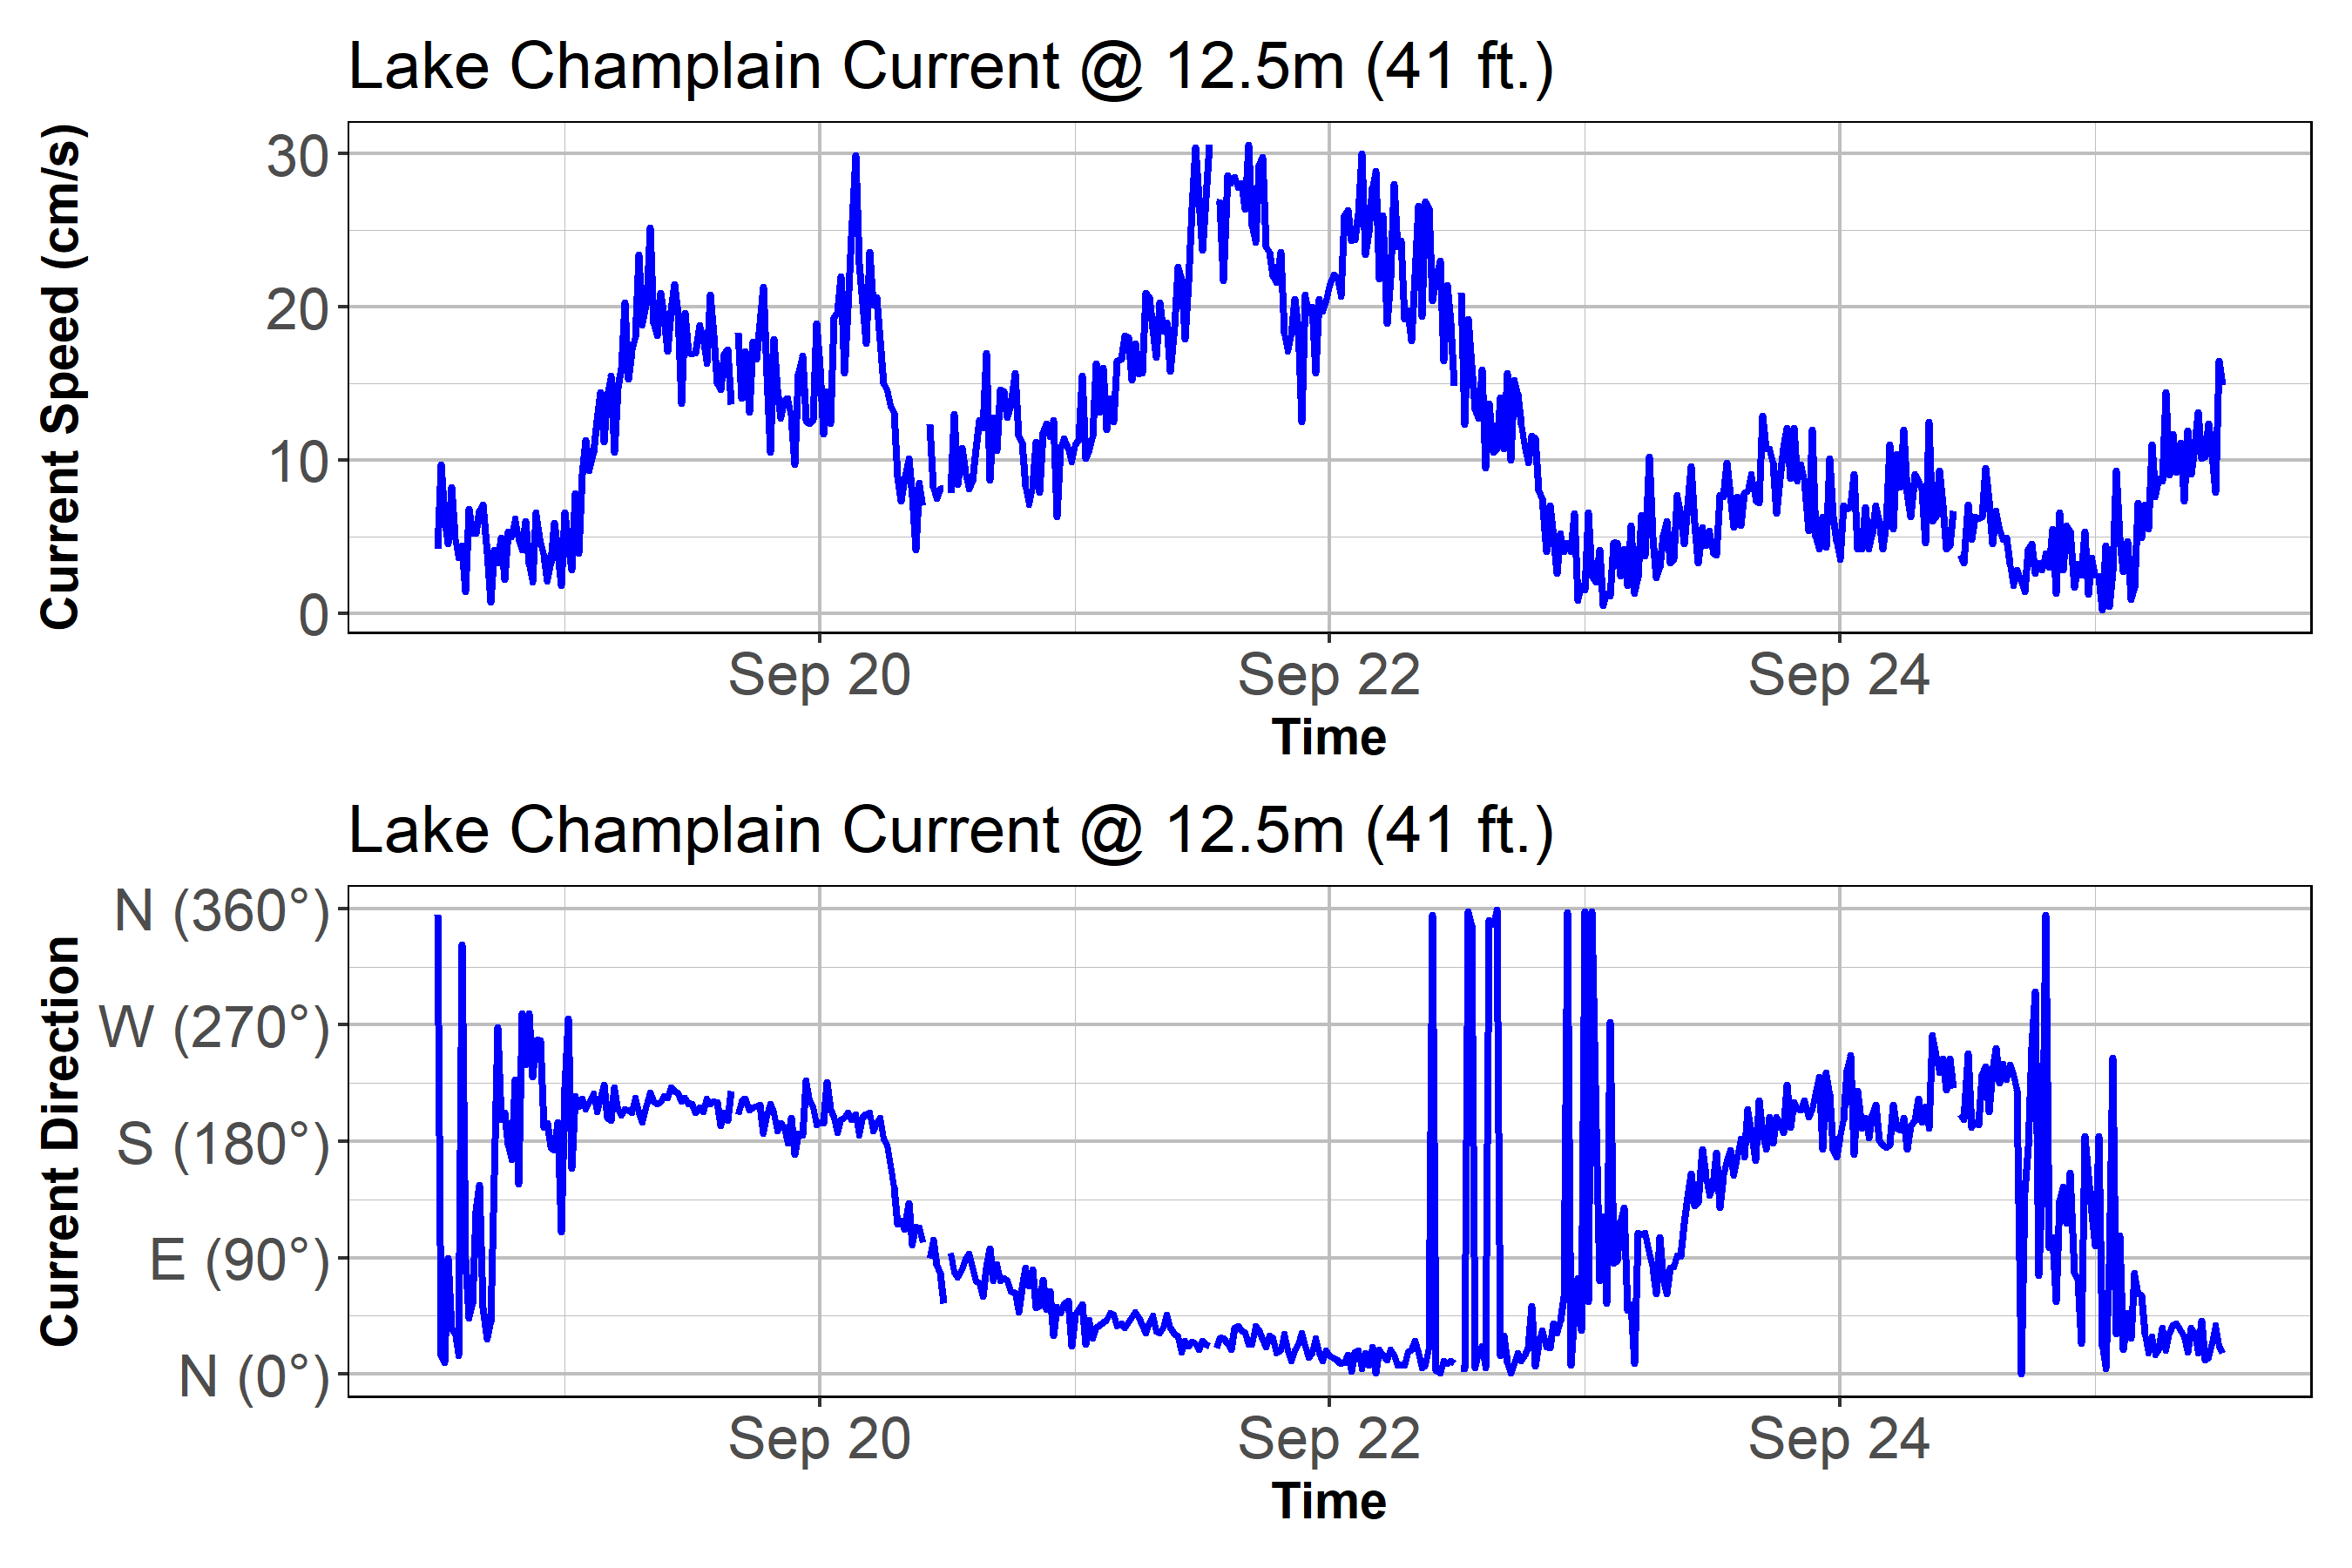 Lake Champlain Current @ 12.5m (41 ft.)
Current Speed (cm/s)
30
20
10
0
Sep 20 Sep 22 Sep 24
Time
Lake Champlain Current @ 12.5m (41 ft.)
Current Direction
N (360°)
W (270°)
S (180°)
E (90°)
N (0°)
Sep 20 Sep 22 Sep 24
Time